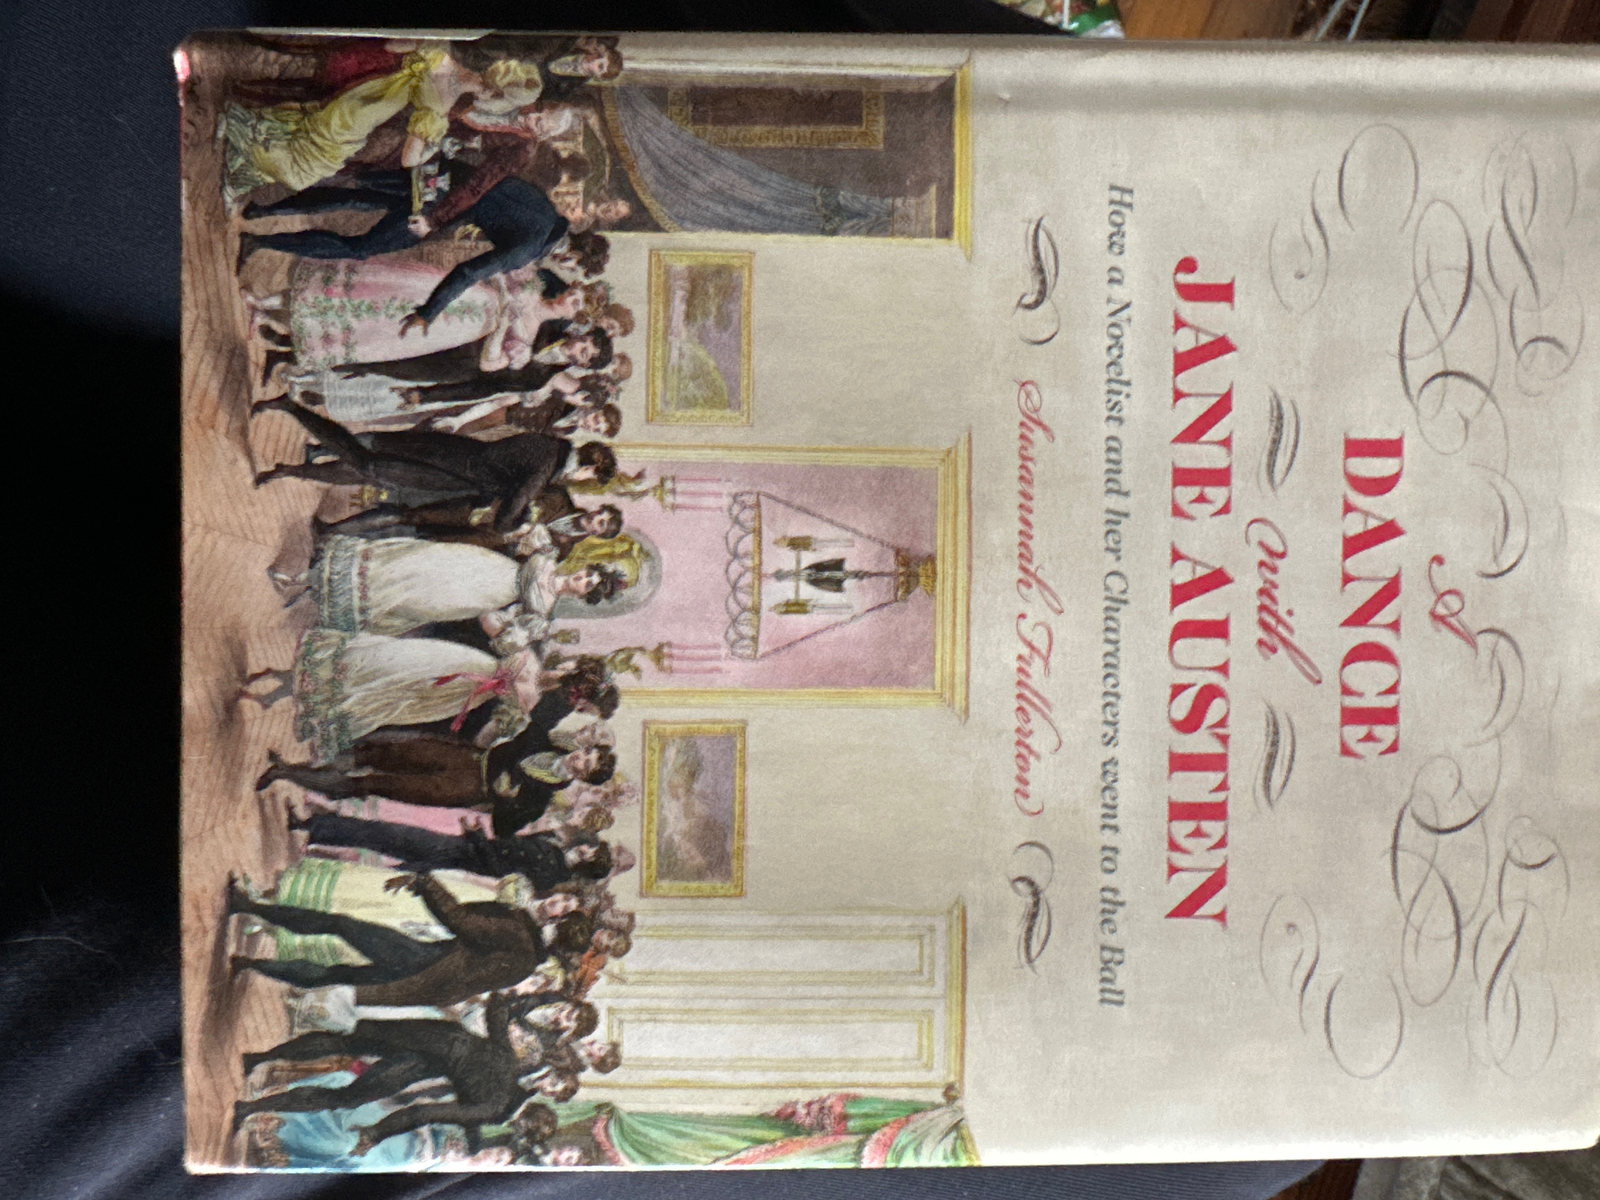 A
DANCE
with
JANE AUSTEN
How a Novelist and her Characters went to the Ball
Susannah Fullerton